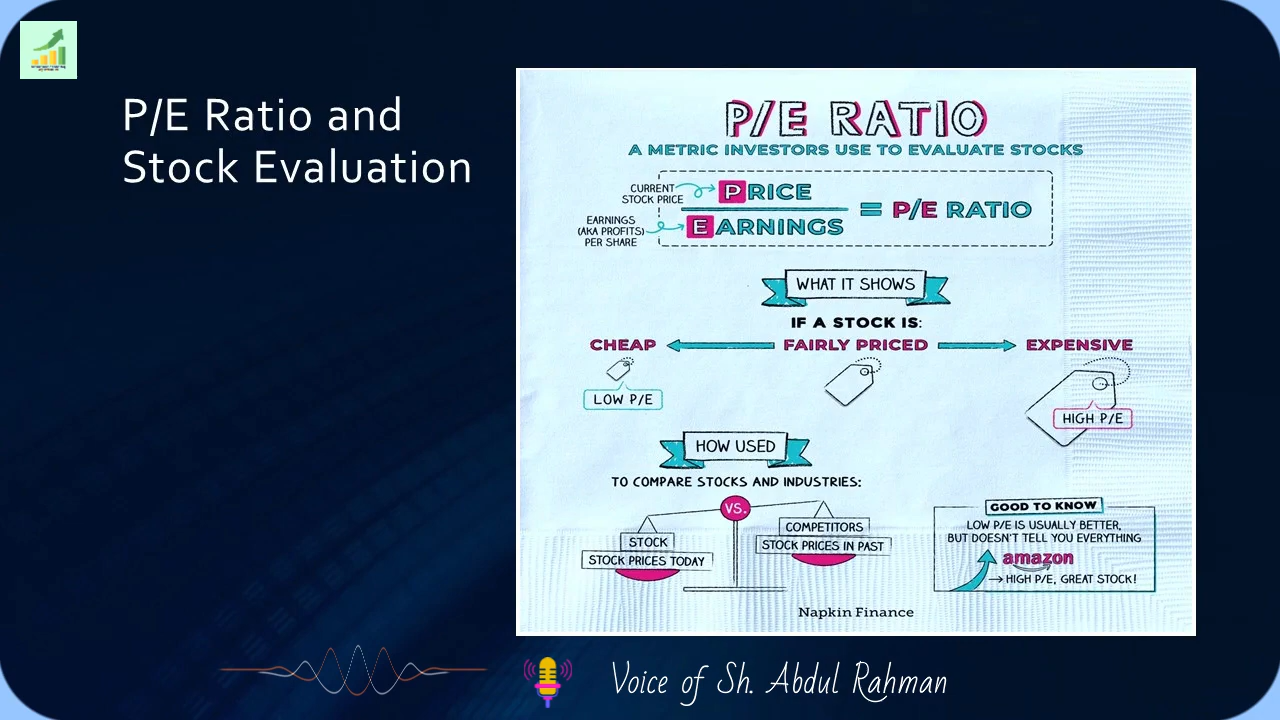 P/E Ratio and
Stock Evaluation
P/E RATIO
A METRIC INVESTORS USE TO EVALUATE STOCKS
CURRENT
STOCK PRICE
PRICE
EARNINGS
(AKA PROFITS)
PER SHARE
EARNINGS
= P/E RATIO
WHAT IT SHOWS
IF A STOCK IS:
CHEAP
FAIRLY PRICED
EXPENSIVE
LOW P/E
HIGH P/E
HOW USED
TO COMPARE STOCKS AND INDUSTRIES:
VS.
STOCK
STOCK PRICES TODAY
COMPETITORS
STOCK PRICES IN PAST
GOOD TO KNOW
LOW P/E IS USUALLY BETTER,
BUT DOESN'T TELL YOU EVERYTHING
amazon
→ HIGH P/E, GREAT STOCK!
Napkin Finance
Voice of Sh. Abdul Rahman